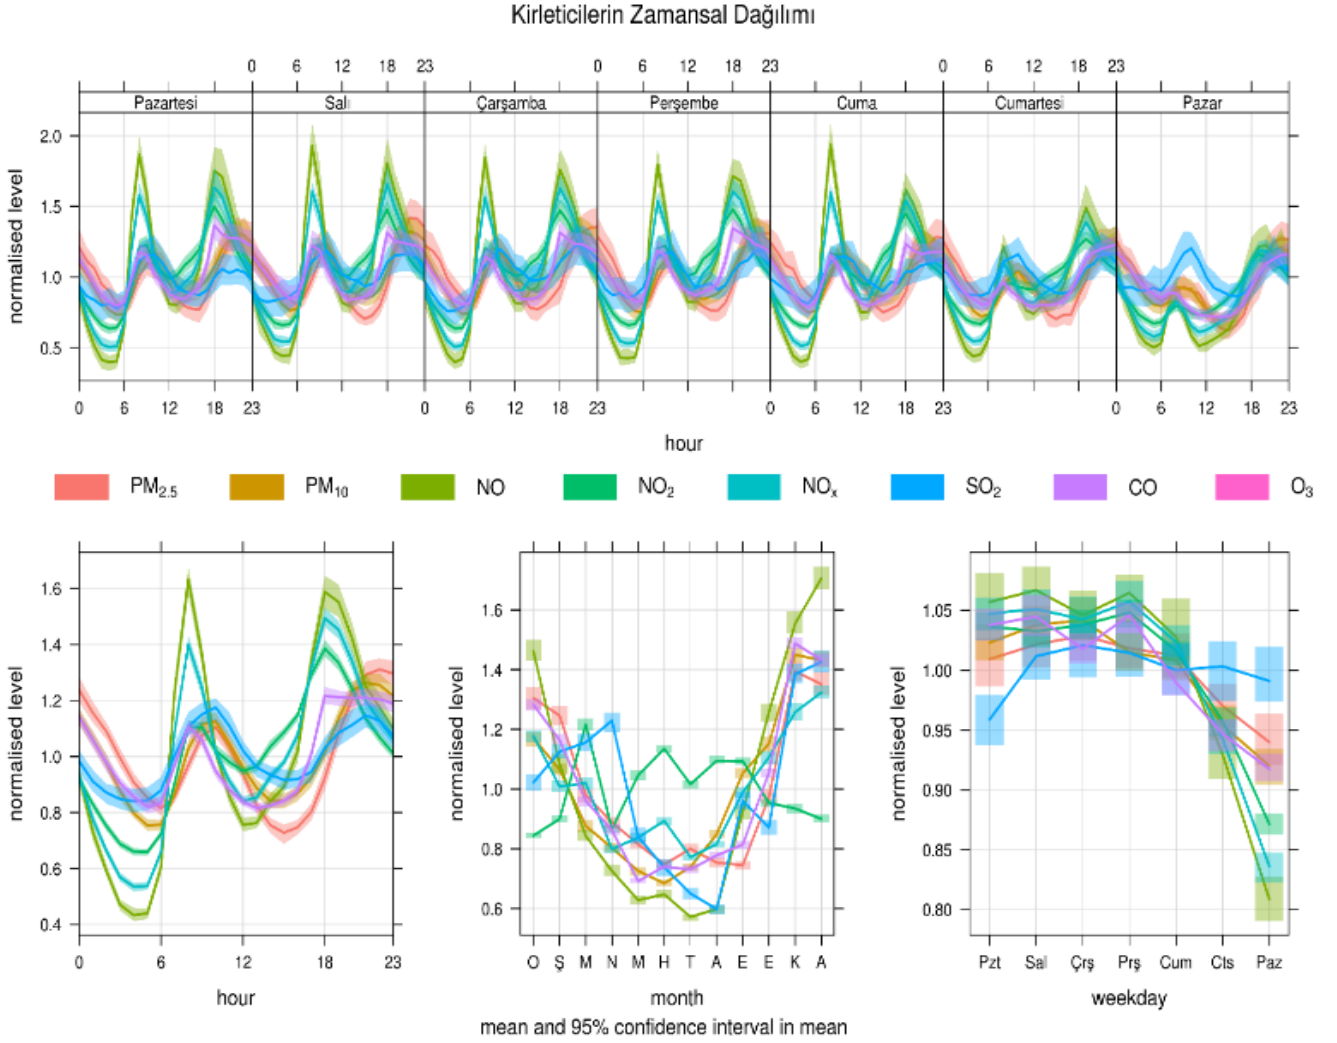 Kirleticilerin Zamansal Dağılımı
0 6 12 18 23 0 6 12 18 23 0 6 12 18 23
Pazartesi Salı Çarşamba Perşembe Cuma Cumartesi Pazar
normalised level
2.0
1.5
1.0
0.5
0 6 12 18 23 0 6 12 18 23 0 6 12 18 23 0 6 12 18 23
hour
PM2.5 PM10 NO NO2 NOx SO2 CO O3
normalised level
1.6
1.4
1.2
1.0
0.8
0.6
0.4
0 6 12 18 23
hour
normalised level
1.6
1.4
1.2
1.0
0.8
0.6
O Ş M N M H T A E E K A
month
normalised level
1.05
1.00
0.95
0.90
0.85
0.80
Pzt Sal Çrş Prş Cum Cts Paz
weekday
mean and 95% confidence interval in mean